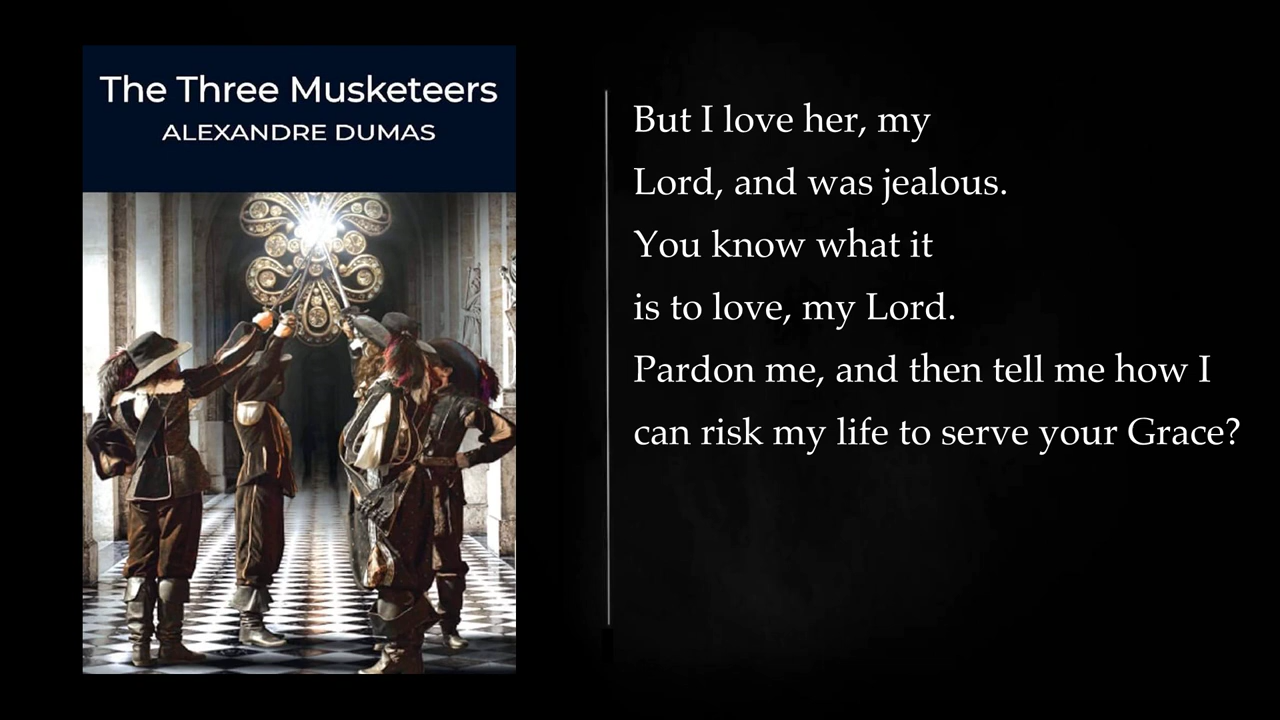 The Three Musketeers
ALEXANDRE DUMAS
But I love her, my
Lord, and was jealous.
You know what it
is to love, my Lord.
Pardon me, and then tell me how I
can risk my life to serve your Grace?